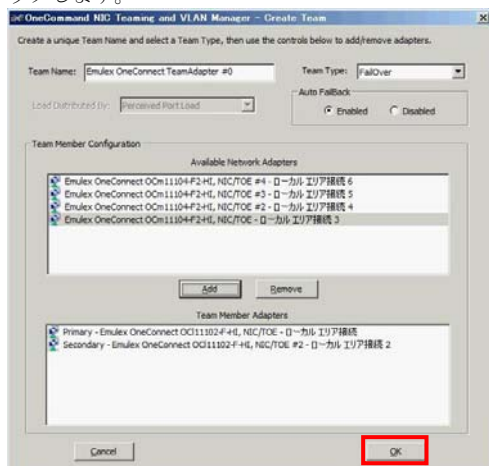 OneCommand NIC Teaming and VLAN Manager - Create Team
Create a unique Team Name and select a Team Type, then use the controls below to add/remove adapters.
Team Name: Emulex OneConnect TeamAdapter #0
Team Type: FailOver
Load Distributed By: Perceived Port Load
Auto FailBack
Enabled Disabled
Team Member Configuration
Available Network Adapters
Emulex OneConnect OCm11104-F2-HI, NIC/TOE #4 - ローカル エリア接続 6
Emulex OneConnect OCm11104-F2-HI, NIC/TOE #3 - ローカル エリア接続 5
Emulex OneConnect OCm11104-F2-HI, NIC/TOE #2 - ローカル エリア接続 4
Emulex OneConnect OCm11104-F2-HI, NIC/TOE - ローカル エリア接続 3
Add Remove
Team Member Adapters
Primary - Emulex OneConnect OCl11102-F-HI, NIC/TOE - ローカル エリア接続
Secondary - Emulex OneConnect OCl11102-F-HI, NIC/TOE #2 - ローカル エリア接続 2
Cancel OK